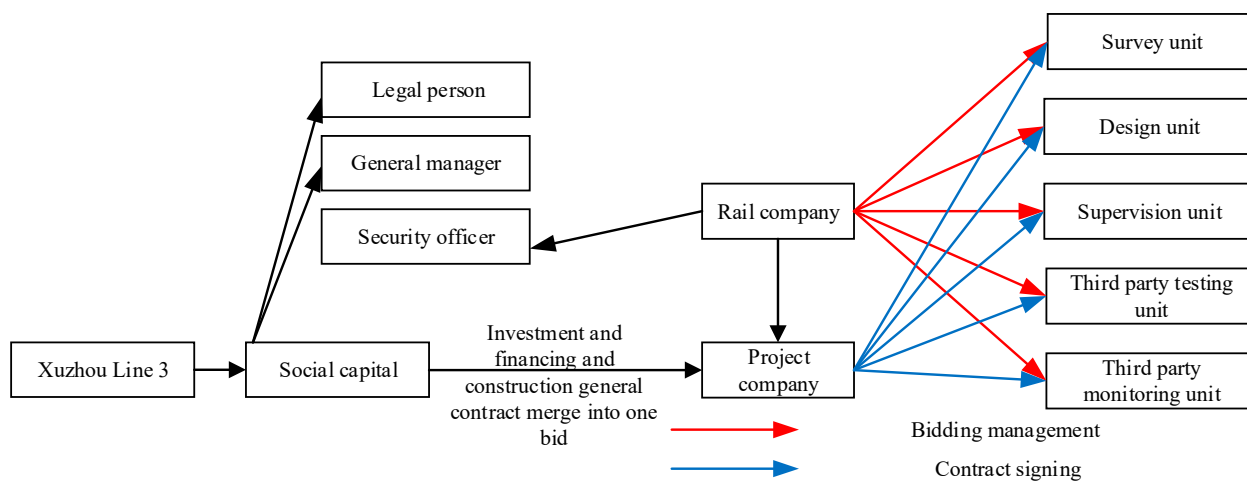 Survey unit
Legal person
Design unit
General manager
Rail company
Supervision unit
Security officer
Third party testing
unit
Xuzhou Line 3
Social capital
Investment and
financing and
construction general
contract merge into one
bid
Project
company
Third party
monitoring unit
Bidding management
Contract signing